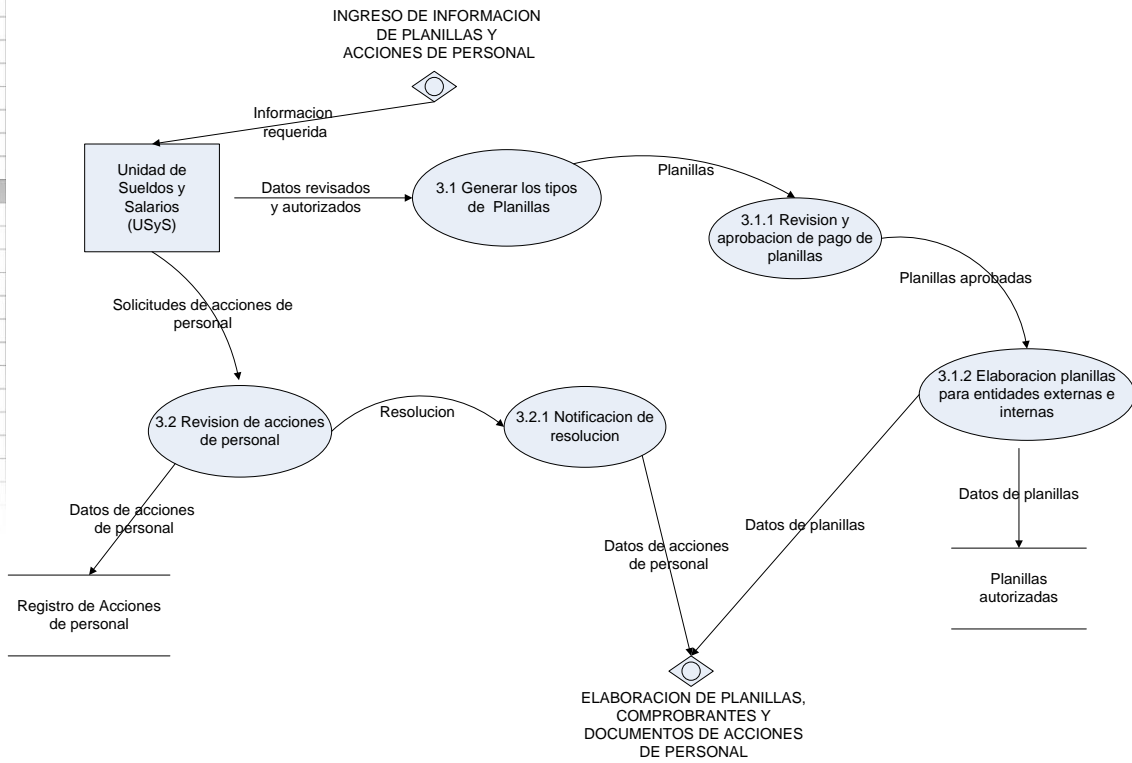 INGRESO DE INFORMACION
DE PLANILLAS Y
ACCIONES DE PERSONAL
Informacion
requerida
Unidad de
Sueldos y
Salarios
(USyS)
Datos revisados
y autorizados
3.1 Generar los tipos
de Planillas
Planillas
3.1.1 Revision y
aprobacion de pago de
planillas
Planillas aprobadas
Solicitudes de acciones de
personal
3.2 Revision de acciones
de personal
Resolucion
3.2.1 Notificacion de
resolucion
3.1.2 Elaboracion planillas
para entidades externas e
internas
Datos de acciones
de personal
Datos de acciones
de personal
Datos de planillas
Datos de planillas
Registro de Acciones
de personal
Planillas
autorizadas
ELABORACION DE PLANILLAS,
COMPROBRANTES Y
DOCUMENTOS DE ACCIONES
DE PERSONAL